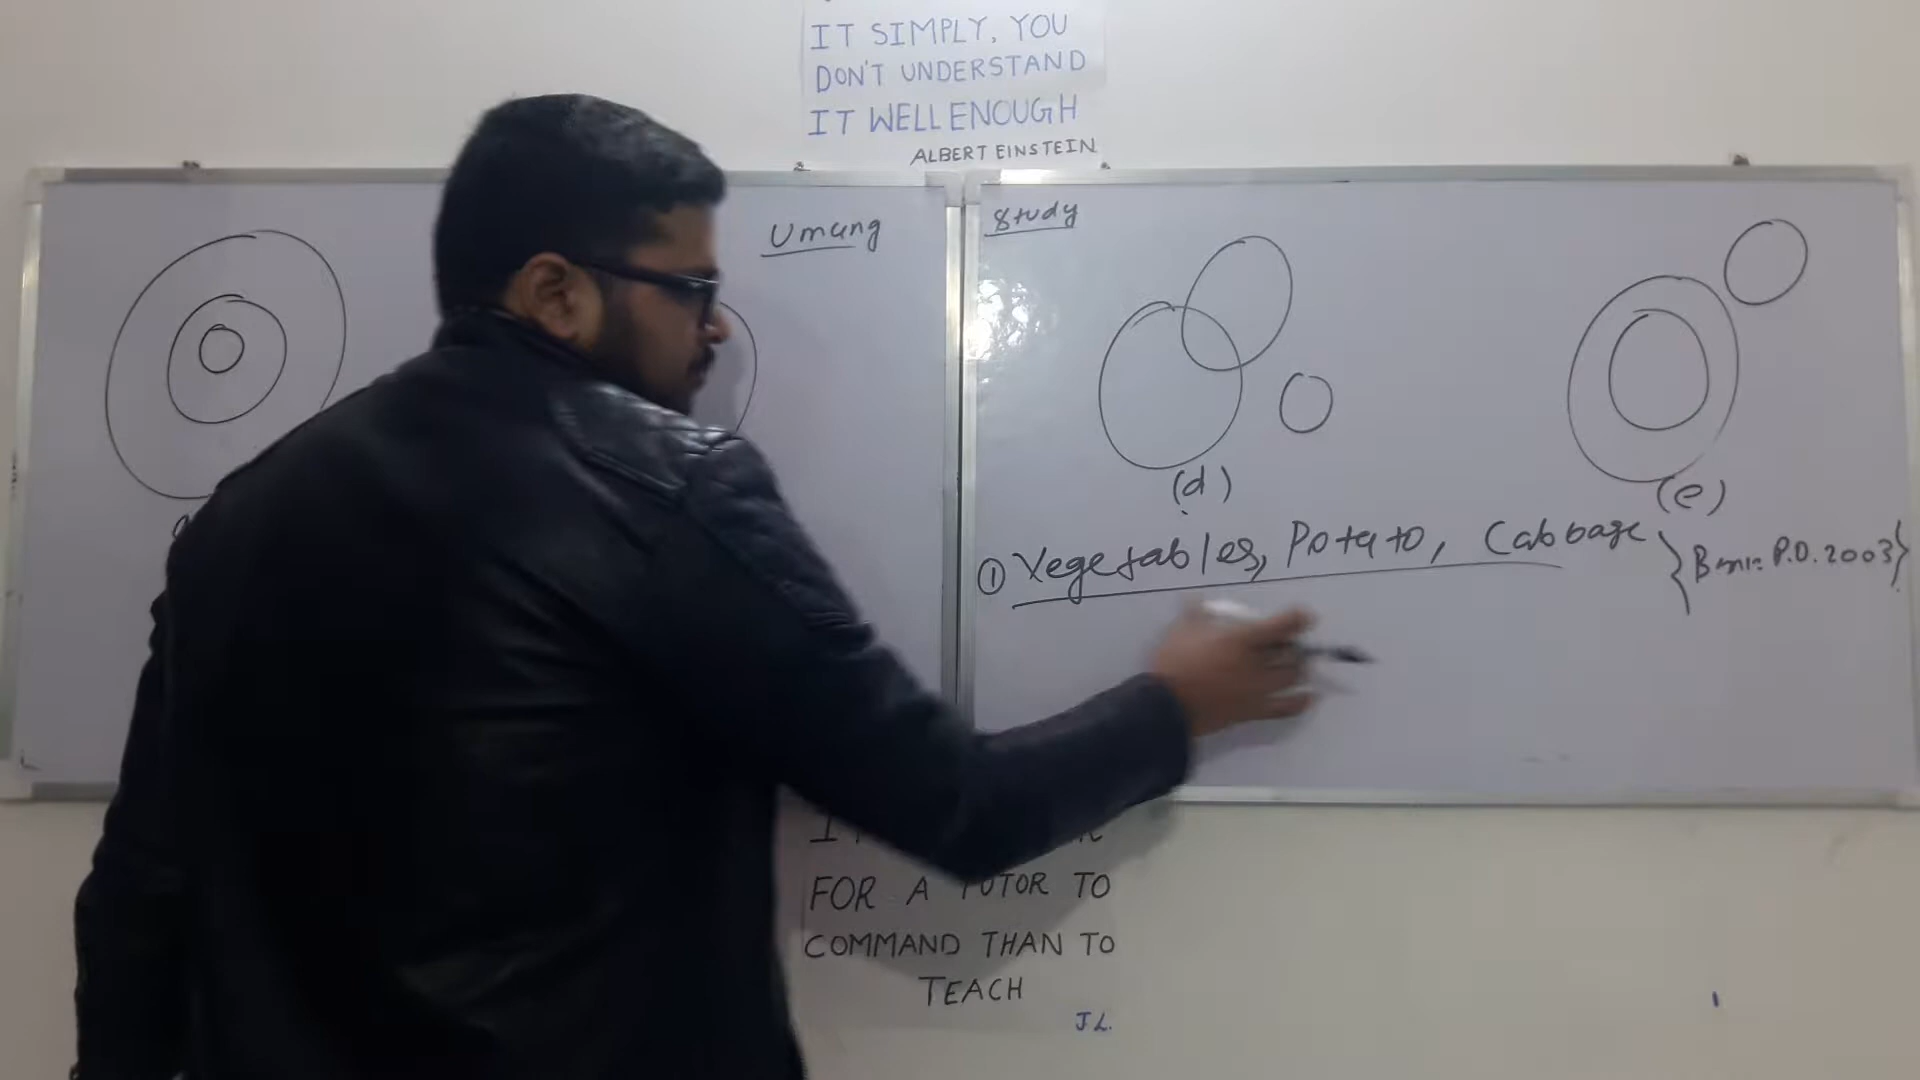 IT SIMPLY, YOU
DON'T UNDERSTAND
IT WELL ENOUGH
ALBERT EINSTEIN
Umang
Study
(d)
(e)
① Vegetables, Potato, Cabbage
P.O. 2003}
FOR A TUTOR TO
COMMAND THAN TO
TEACH
J L.